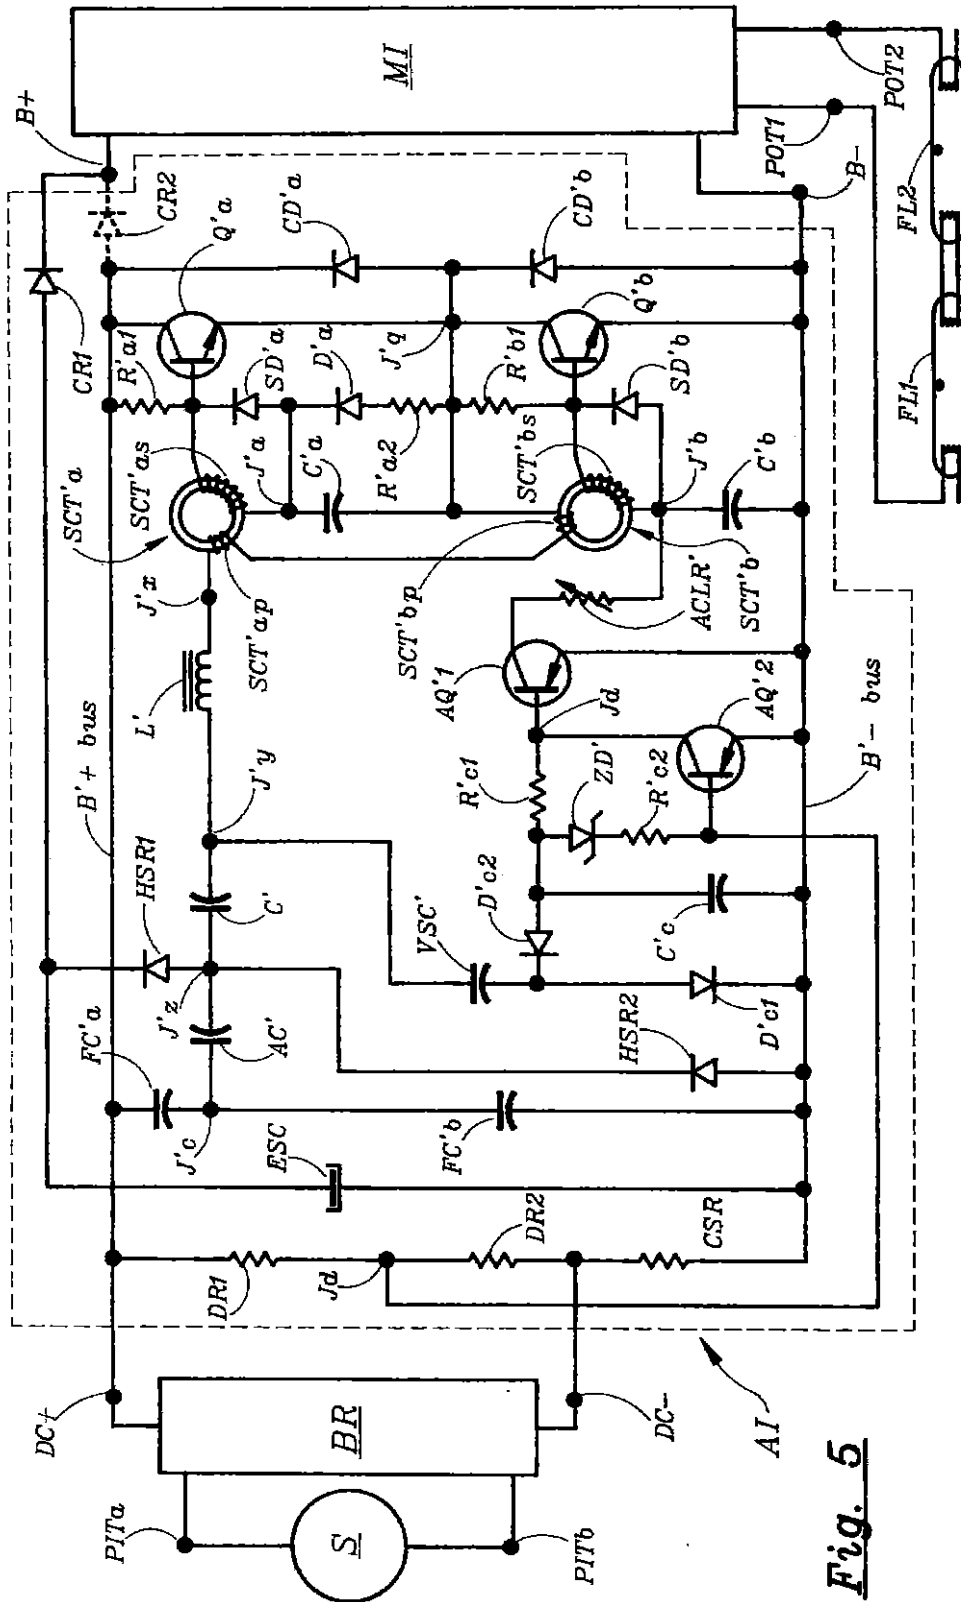 PITa
S
PITb
DC+
BR
DC-
AI
Fig. 5
DR1
Jd
DR2
CSR
ESC
FC'a
J'c
FC'b
AC'
J'z
HSR1
HSR2
B'+ bus
C'
J'y
VSC'
D'c1
D'c2
C'c
L'
R'c1
ZD'
R'c2
AQ'2
B'- bus
Jd
AQ'1
J'x
SCT'ap
SCT'a
SCT'as
SCT'bp
ACLR'
SCT'b
SCT'bs
J'a
C'a
J'b
C'b
R'a1
CR1
SD'a
D'a
R'a2
J'q
R'b1
SD'b
Q'a
Q'b
CR2
CD'a
CD'b
B+
B-
MI
POT1
POT2
FL1
FL2